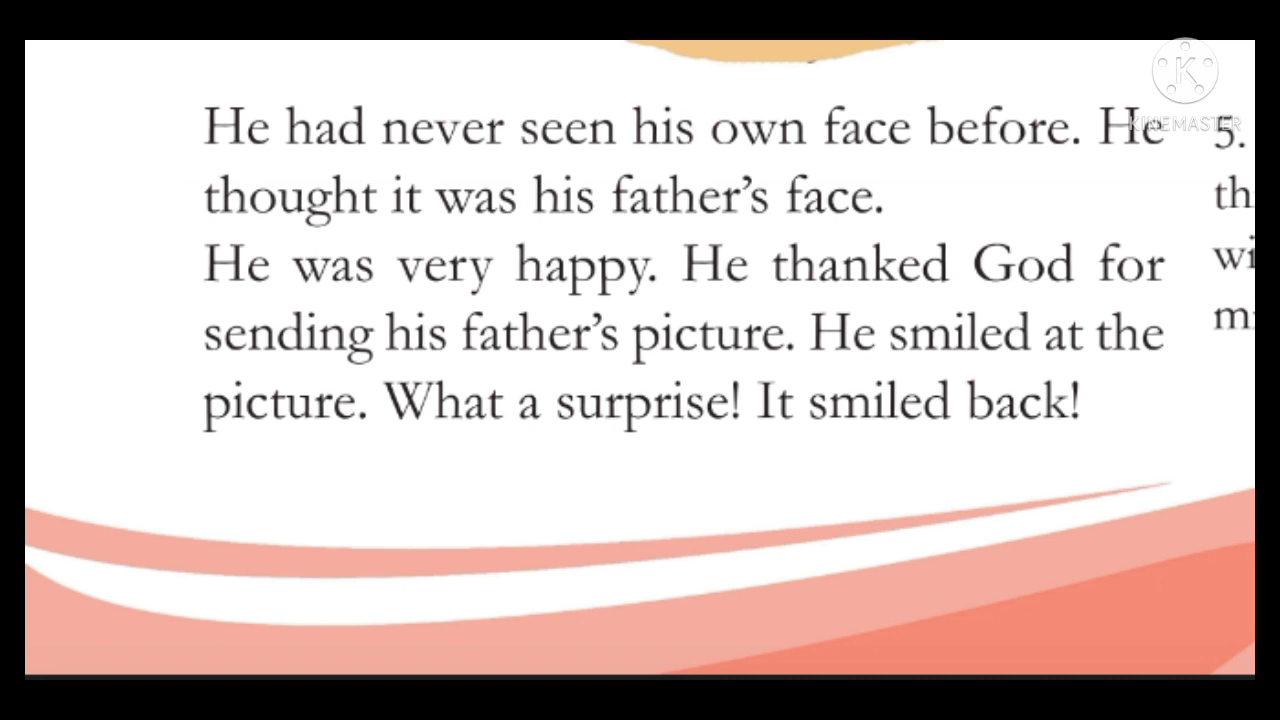 He had never seen his own face before. He
thought it was his father's face.
He was very happy. He thanked God for
sending his father's picture. He smiled at the
picture. What a surprise! It smiled back!
5.
th
wi
K
KINEMASTER